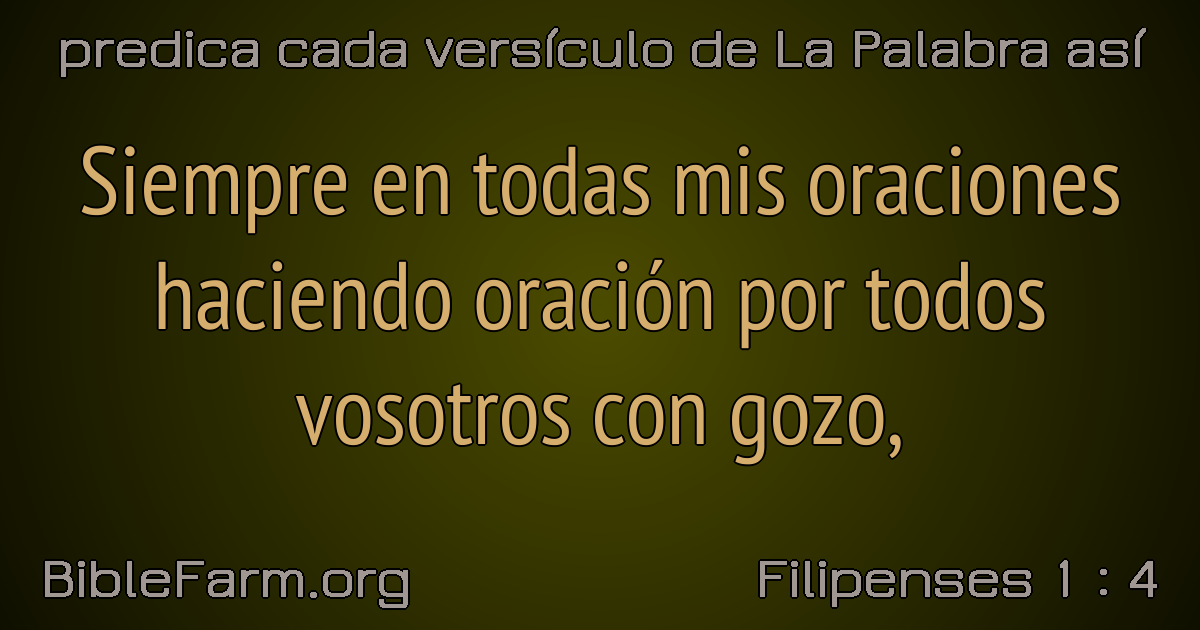 predica cada versículo de La Palabra así
Siempre en todas mis oraciones
haciendo oración por todos
vosotros con gozo,
BibleFarm.org
Filipenses 1 : 4